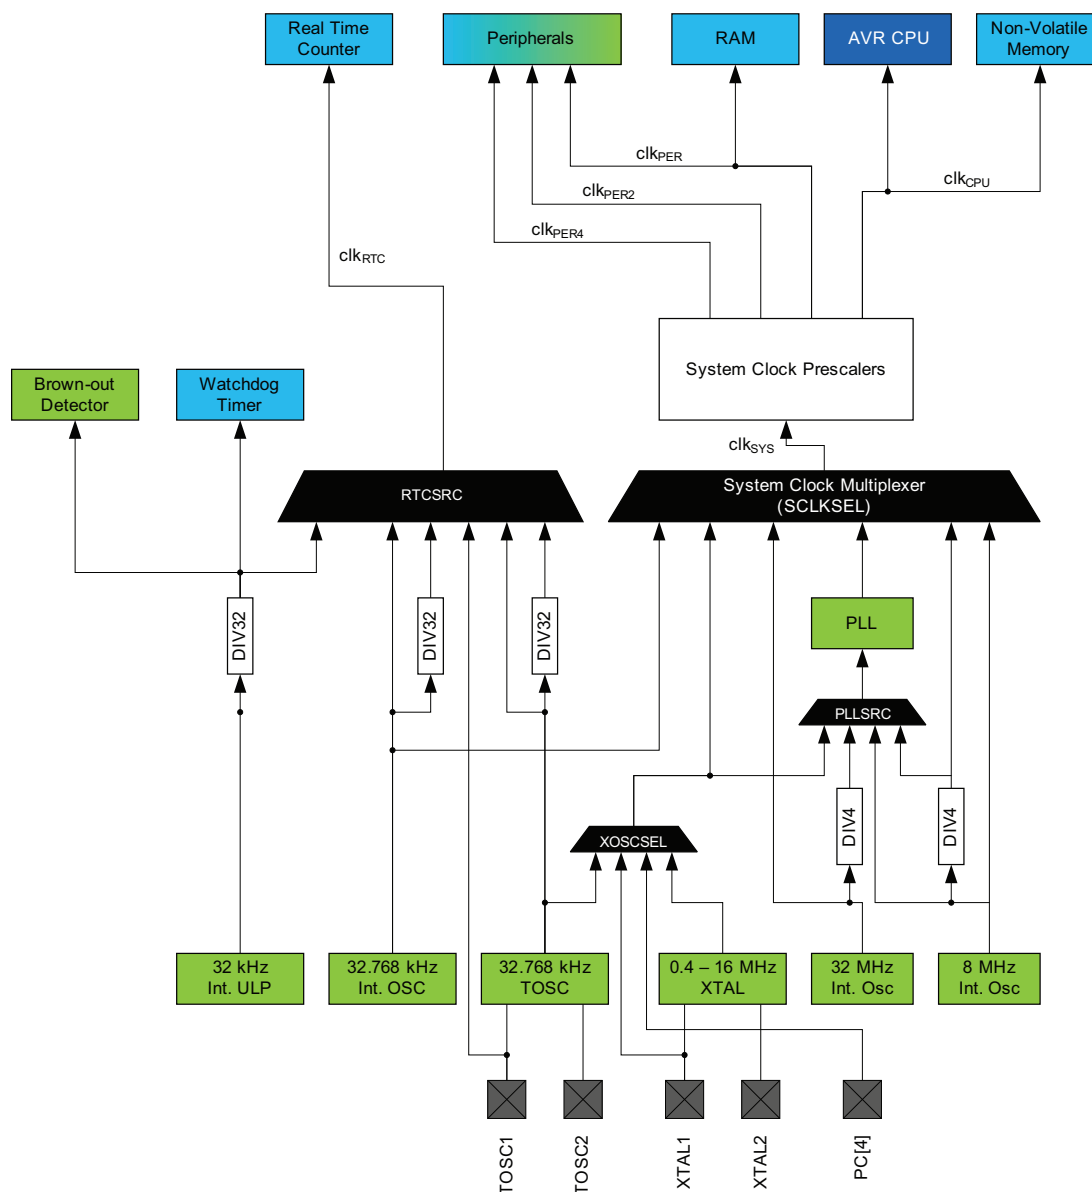 Real Time
Counter
Peripherals
RAM
AVR CPU
Non-Volatile
Memory
clkPER
clkPER2
clkCPU
clkPER4
clkRTC
System Clock Prescalers
Brown-out
Detector
Watchdog
Timer
clkSYS
RTCSRC
System Clock Multiplexer
(SCLKSEL)
DIV32
DIV32
DIV32
PLL
PLLSRC
DIV4
DIV4
XOSCSEL
32 kHz
Int. ULP
32.768 kHz
Int. OSC
32.768 kHz
TOSC
0.4 – 16 MHz
XTAL
32 MHz
Int. Osc
8 MHz
Int. Osc
TOSC1
TOSC2
XTAL1
XTAL2
PC[4]